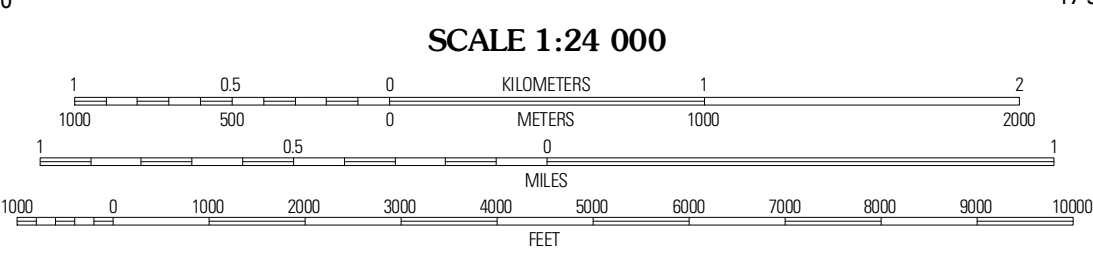 0
SCALE 1:24 000
1 0.5 0 KILOMETERS 1 2
1000 500 0 METERS 1000 2000
1 0.5 0 1
MILES
1000 0 1000 2000 3000 4000 5000 6000 7000 8000 9000 10000
FEET